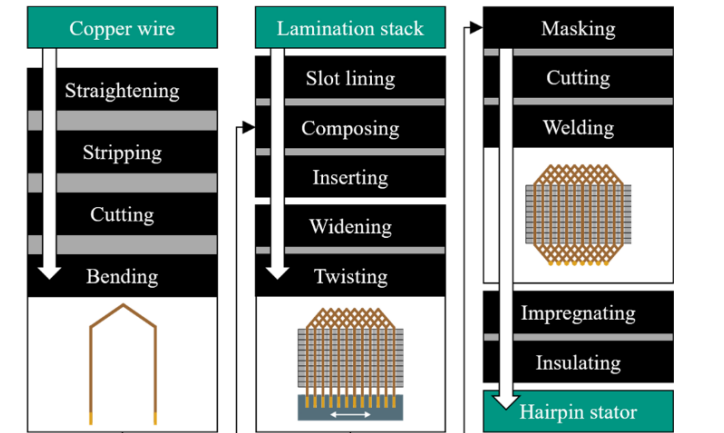 Copper wire
Straightening
Stripping
Cutting
Bending
Lamination stack
Slot lining
Composing
Inserting
Widening
Twisting
Masking
Cutting
Welding
Impregnating
Insulating
Hairpin stator